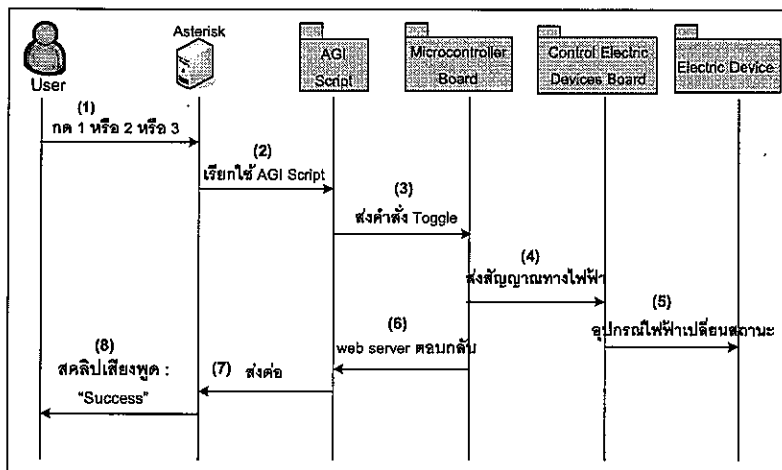 User
Asterisk
AGI
Script
Microcontroller
Board
Control Electric
Devices Board
Electric Device
(1)
กด 1 หรือ 2 หรือ 3
(2)
เรียกใช้ AGI Script
(3)
ส่งคำสั่ง Toggle
(4)
ส่งสัญญาณทางไฟฟ้า
(5)
อุปกรณ์ไฟฟ้าเปลี่ยนสถานะ
(6)
web server ตอบกลับ
(7) ส่งต่อ
(8)
สคลิปเสียงพูด :
"Success"